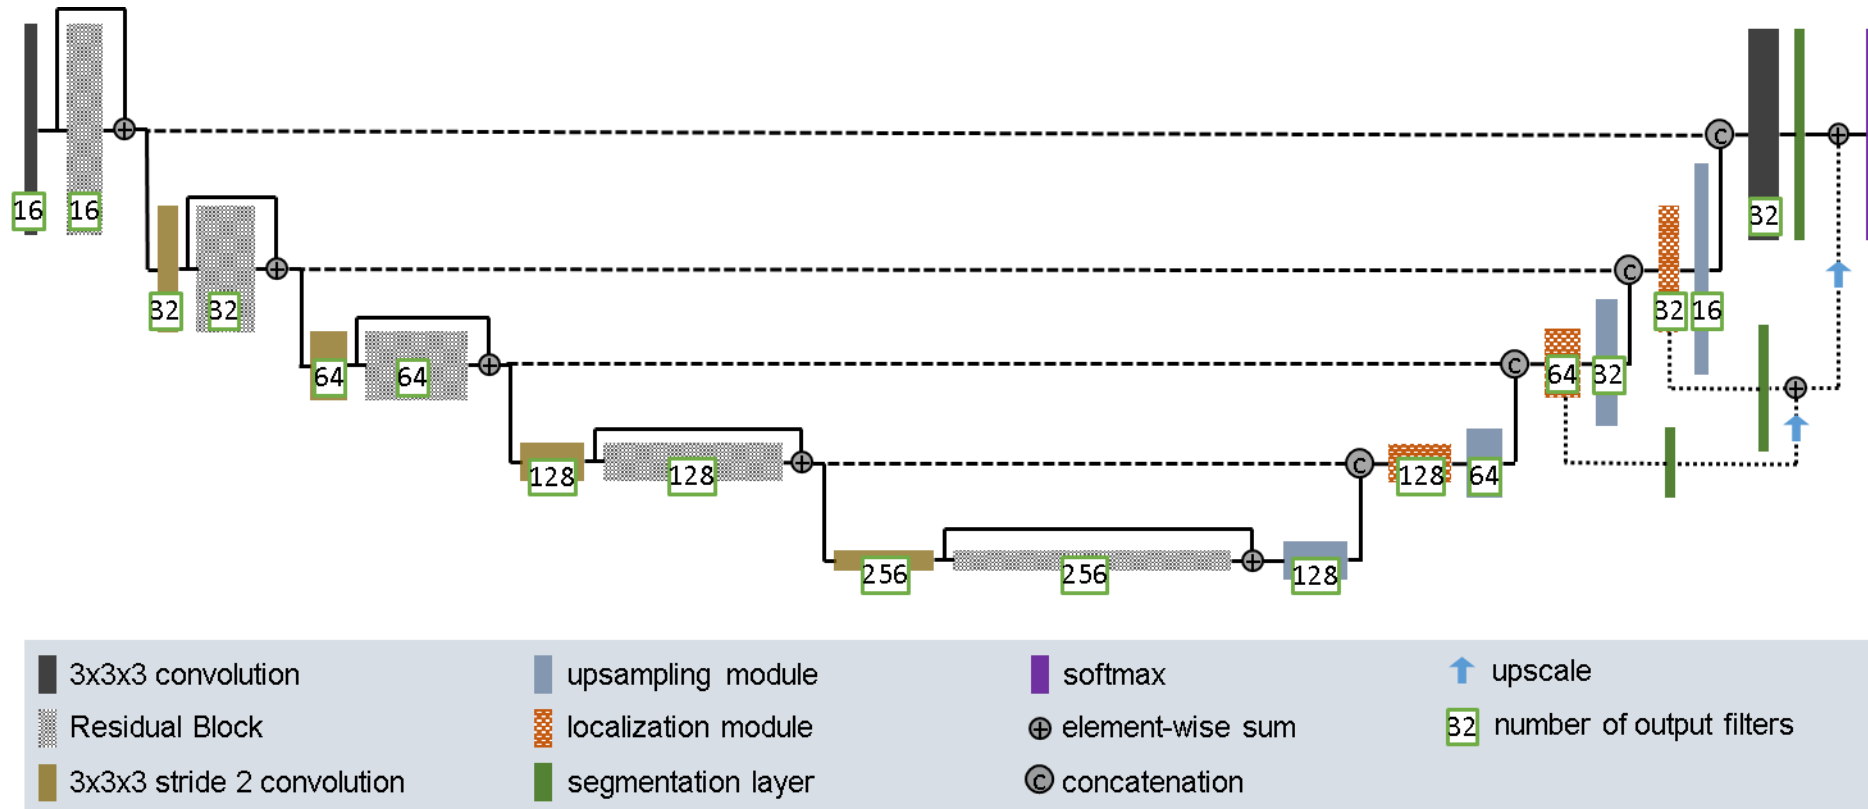 16 16
32 32
64 64
128 128
256 256 128
128 64
64 32
32 16
32
+ + + + + + +
C C C C
3x3x3 convolution
Residual Block
3x3x3 stride 2 convolution
upsampling module
localization module
segmentation layer
softmax
+ element-wise sum
C concatenation
upscale
32 number of output filters